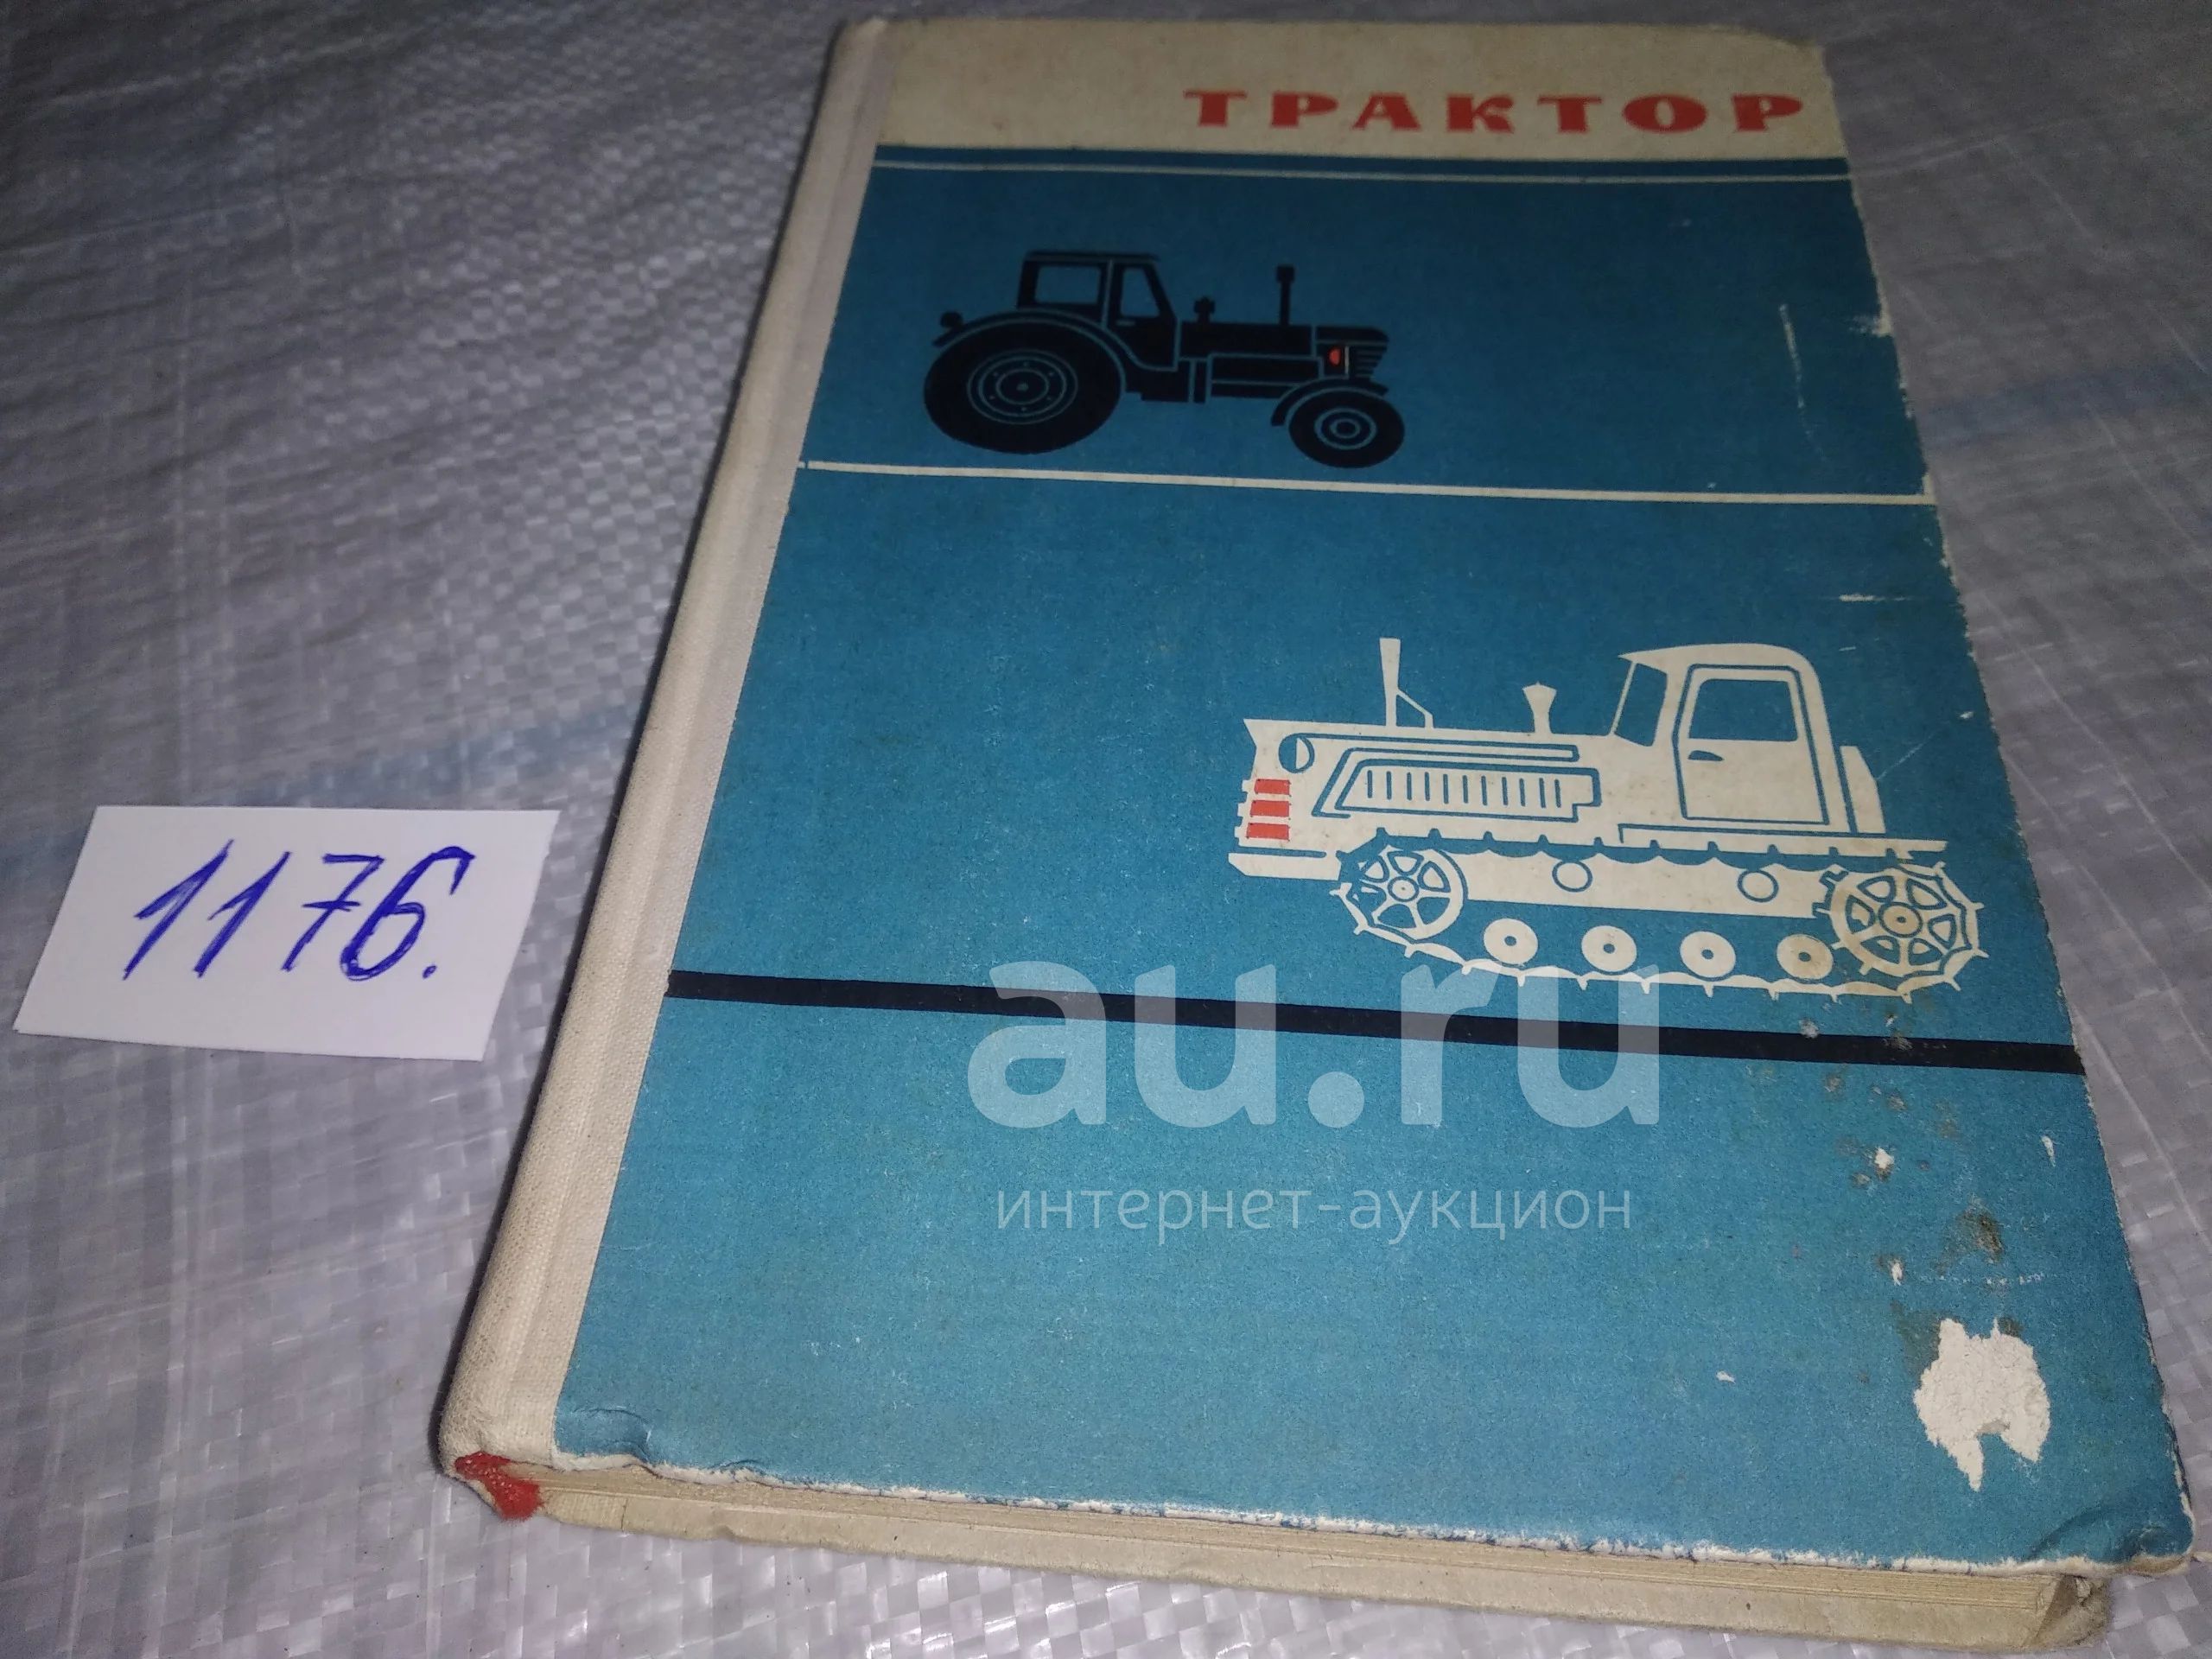 ТРАКТОР
1176.
au.ru
интернет-аукцион